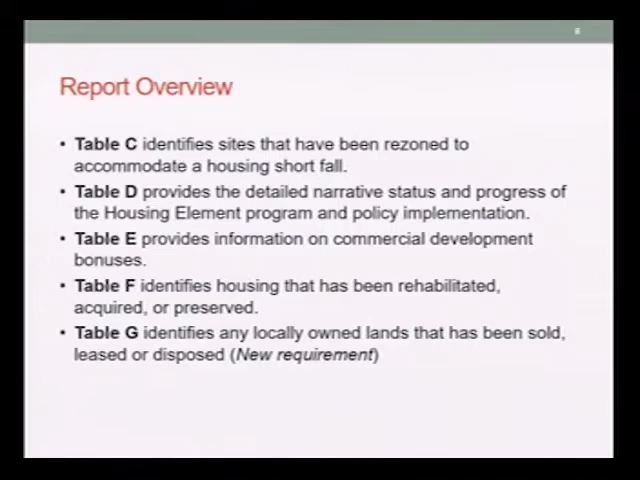 Report Overview
• Table C identifies sites that have been rezoned to
accommodate a housing short fall.
• Table D provides the detailed narrative status and progress of
the Housing Element program and policy implementation.
• Table E provides information on commercial development
bonuses.
• Table F identifies housing that has been rehabilitated,
acquired, or preserved.
• Table G identifies any locally owned lands that has been sold,
leased or disposed (New requirement)